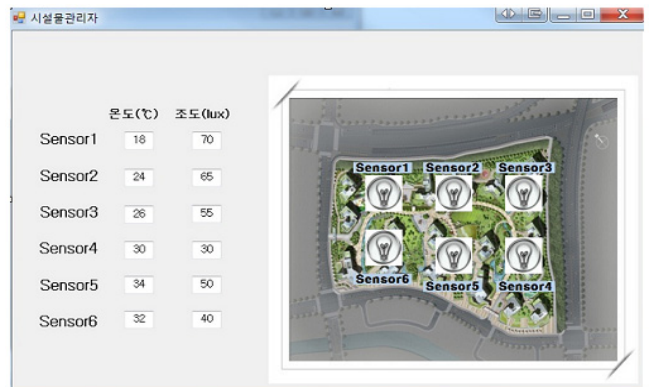 시설물관리자
온도(℃) 조도(lux)
Sensor1 18 70
Sensor2 24 65
Sensor3 26 55
Sensor4 30 30
Sensor5 34 50
Sensor6 32 40
Sensor1 Sensor2 Sensor3
Sensor6 Sensor5 Sensor4